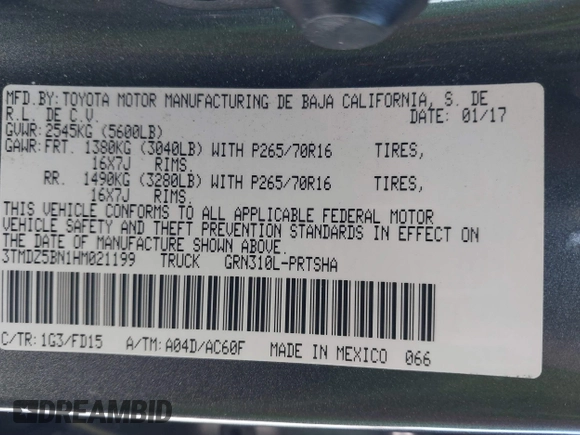 MFD.BY:TOYOTA MOTOR MANUFACTURING DE BAJA CALIFORNIA, S. DE
R.L. DE C.V. DATE: 01/17
GVWR:2545KG (5600LB)
GAWR:FRT. 1380KG (3040LB) WITH P265/70R16 TIRES,
16X7J RIMS.
RR. 1490KG (3280LB) WITH P265/70R16 TIRES,
16X7J RIMS.
THIS VEHICLE CONFORMS TO ALL APPLICABLE FEDERAL MOTOR
VEHICLE SAFETY AND THEFT PREVENTION STANDARDS IN EFFECT ON
THE DATE OF MANUFACTURE SHOWN ABOVE.
3TMDZ5BN1HM021199 TRUCK GRN310L-PRTSHA
C/TR: 1G3/FD15 A/TM: A04D/AC60F MADE IN MEXICO 066
DREAMBID